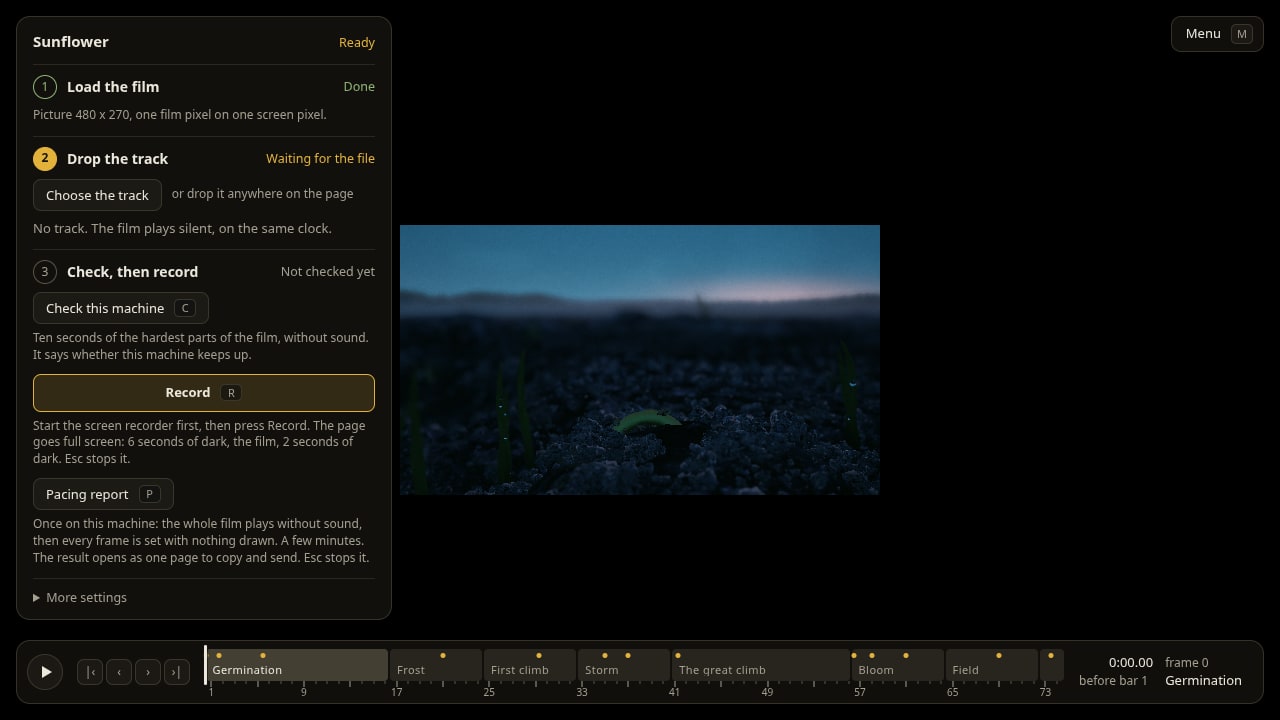 Sunflower Ready
1 Load the film Done
Picture 480 x 270, one film pixel on one screen pixel.
2 Drop the track Waiting for the file
Choose the track or drop it anywhere on the page
No track. The film plays silent, on the same clock.
3 Check, then record Not checked yet
Check this machine C
Ten seconds of the hardest parts of the film, without sound.
It says whether this machine keeps up.
Record R
Start the screen recorder first, then press Record. The page
goes full screen: 6 seconds of dark, the film, 2 seconds of
dark. Esc stops it.
Pacing report P
Once on this machine: the whole film plays without sound,
then every frame is set with nothing drawn. A few minutes.
The result opens as one page to copy and send. Esc stops it.
More settings
Menu M
Germination Frost First climb Storm The great climb Bloom Field
1 9 17 25 33 41 49 57 65 73
0:00.00 frame 0
before bar 1 Germination